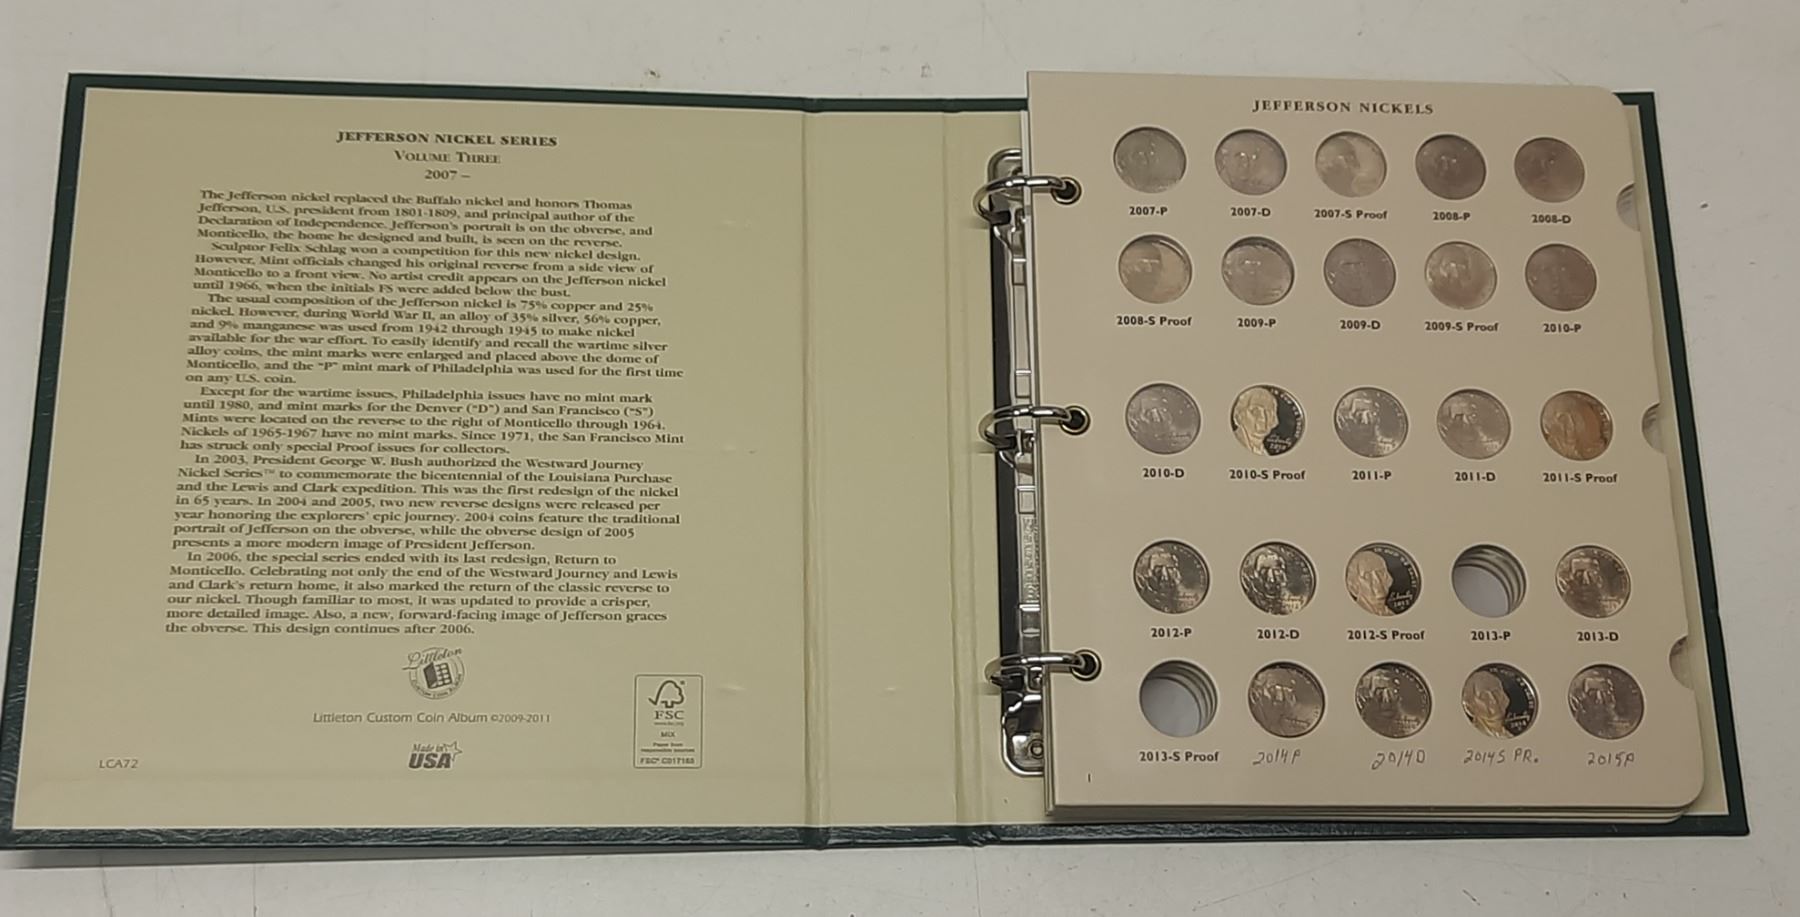 JEFFERSON NICKEL SERIES
VOLUME THREE
2007 –
The Jefferson nickel replaced the Buffalo nickel and honors Thomas
Jefferson, U.S. president from 1801-1809, and principal author of the
Declaration of Independence. Jefferson's portrait is on the obverse, and
Monticello, the home he designed and built, is seen on the reverse.
Sculptor Felix Schlag won a competition for this new nickel design.
However, Mint officials changed his original reverse from a side view of
Monticello to a front view. No artist credit appears on the Jefferson nickel
until 1966, when the initials FS were added below the bust.
The usual composition of the Jefferson nickel is 75% copper and 25%
nickel. However, during World War II, an alloy of 35% silver, 56% copper,
and 9% manganese was used from 1942 through 1945 to make nickel
available for the war effort. To easily identify and recall the wartime silver
alloy coins, the mint marks were enlarged and placed above the dome of
Monticello, and the "P" mint mark of Philadelphia was used for the first time
on any U.S. coin.
Except for the wartime issues, Philadelphia issues have no mint mark
until 1980, and mint marks for the Denver ("D") and San Francisco ("S")
Mints were located on the reverse to the right of Monticello through 1964.
Nickels of 1965-1967 have no mint marks. Since 1971, the San Francisco Mint
has struck only special Proof issues for collectors.
In 2003, President George W. Bush authorized the Westward Journey
Nickel Series™ to commemorate the bicentennial of the Louisiana Purchase
and the Lewis and Clark expedition. This was the first redesign of the nickel
in 65 years. In 2004 and 2005, two new reverse designs were released per
year honoring the explorers' epic journey. 2004 coins feature the traditional
portrait of Jefferson on the obverse, while the obverse design of 2005
presents a more modern image of President Jefferson.
In 2006, the special series ended with its last redesign, Return to
Monticello. Celebrating not only the end of the Westward Journey and Lewis
and Clark's return home, it also marked the return of the classic reverse to
our nickel. Though familiar to most, it was updated to provide a crisper,
more detailed image. Also, a new, forward-facing image of Jefferson graces
the obverse. This design continues after 2006.
Littleton
CUSTOM COIN ALBUM
Littleton Custom Coin Album ©2009-2011
Made in
USA
FSC
www.fsc.org
MIX
Paper from
responsible sources
FSC® C017165
LCA72
JEFFERSON NICKELS
2007-P 2007-D 2007-S Proof 2008-P 2008-D
2008-S Proof 2009-P 2009-D 2009-S Proof 2010-P
2010-D 2010-S Proof 2011-P 2011-D 2011-S Proof
2012-P 2012-D 2012-S Proof 2013-P 2013-D
2013-S Proof 2014P 2014D 2014S PR. 2015P
1